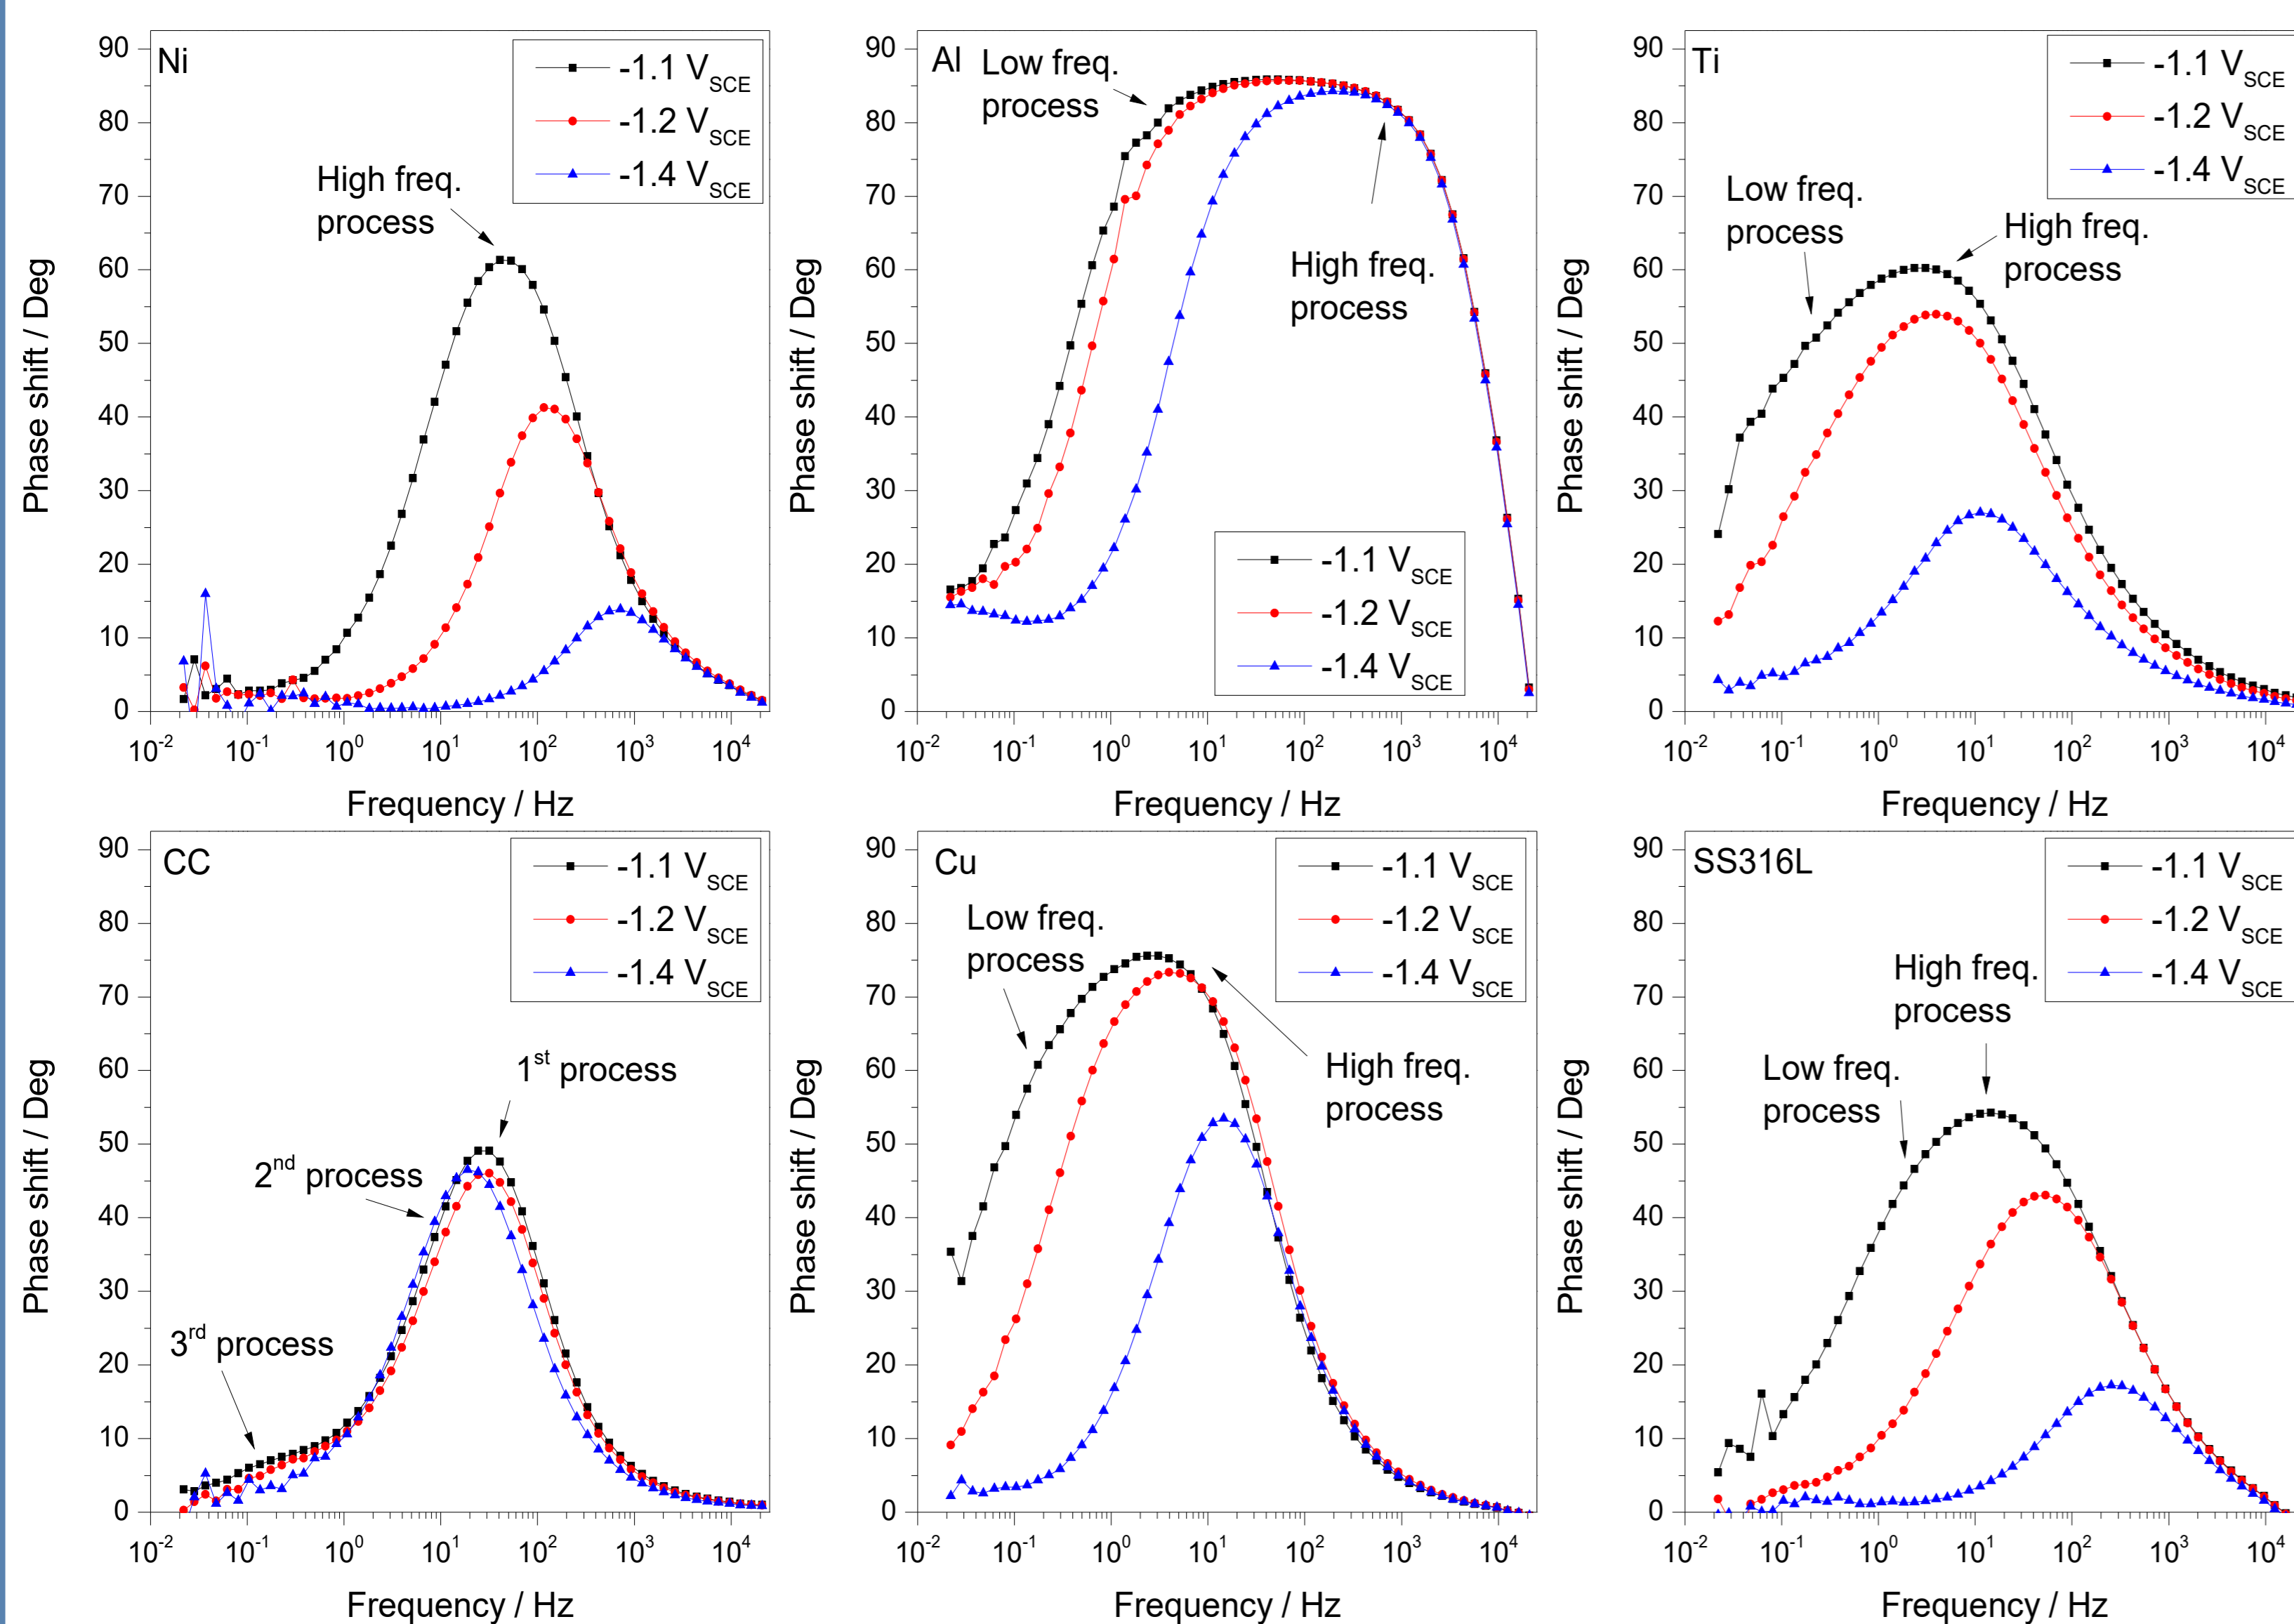 Ni
-1.1 V_SCE
-1.2 V_SCE
-1.4 V_SCE
High freq.
process
90
80
70
60
50
40
30
20
10
0
Phase shift / Deg
10^-2 10^-1 10^0 10^1 10^2 10^3 10^4
Frequency / Hz
Al
Low freq.
process
High freq.
process
-1.1 V_SCE
-1.2 V_SCE
-1.4 V_SCE
90
80
70
60
50
40
30
20
10
0
Phase shift / Deg
10^-2 10^-1 10^0 10^1 10^2 10^3 10^4
Frequency / Hz
Ti
-1.1 V_SCE
-1.2 V_SCE
-1.4 V_SCE
Low freq.
process
High freq.
process
90
80
70
60
50
40
30
20
10
0
Phase shift / Deg
10^-2 10^-1 10^0 10^1 10^2 10^3 10^4
Frequency / Hz
CC
-1.1 V_SCE
-1.2 V_SCE
-1.4 V_SCE
1^st process
2^nd process
3^rd process
90
80
70
60
50
40
30
20
10
0
Phase shift / Deg
10^-2 10^-1 10^0 10^1 10^2 10^3 10^4
Frequency / Hz
Cu
-1.1 V_SCE
-1.2 V_SCE
-1.4 V_SCE
Low freq.
process
High freq.
process
90
80
70
60
50
40
30
20
10
0
Phase shift / Deg
10^-2 10^-1 10^0 10^1 10^2 10^3 10^4
Frequency / Hz
SS316L
-1.1 V_SCE
-1.2 V_SCE
-1.4 V_SCE
High freq.
process
Low freq.
process
90
80
70
60
50
40
30
20
10
0
Phase shift / Deg
10^-2 10^-1 10^0 10^1 10^2 10^3 10^4
Frequency / Hz